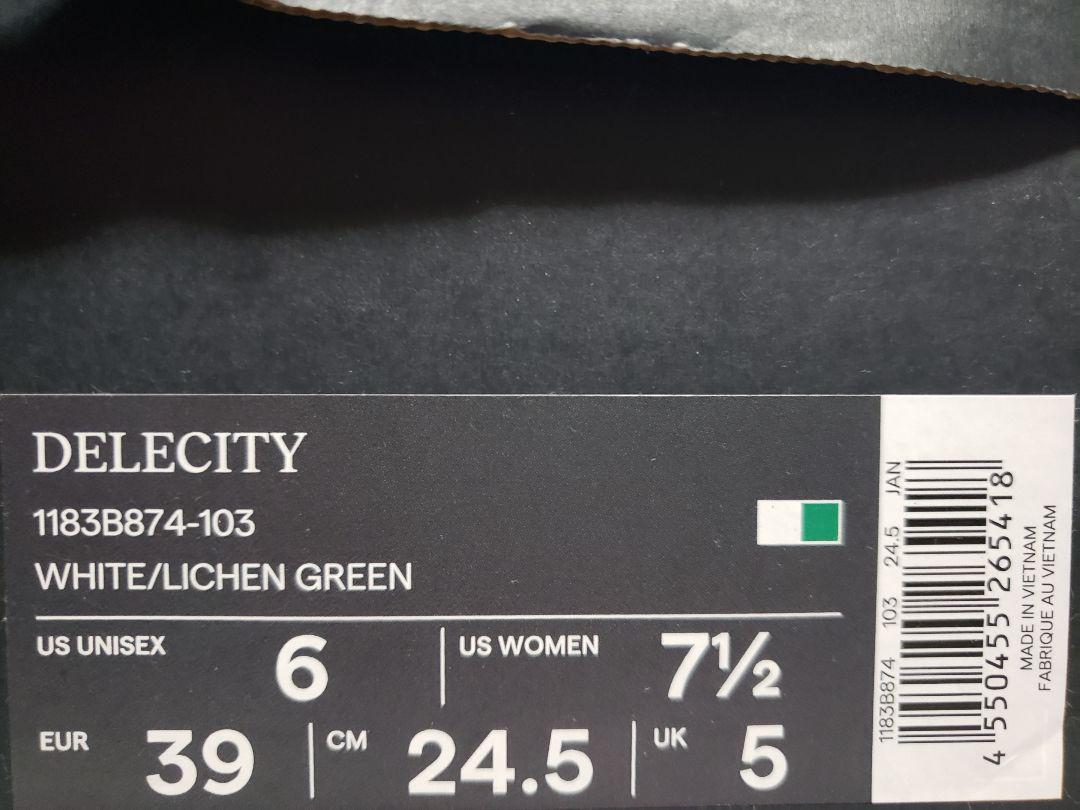 DELECITY
1183B874-103
WHITE/LICHEN GREEN
US UNISEX 6
US WOMEN 7½
EUR 39
CM 24.5
UK 5
1183B874 103 24.5 JAN
4 550455 265418
MADE IN VIETNAM
FABRIQUE AU VIETNAM